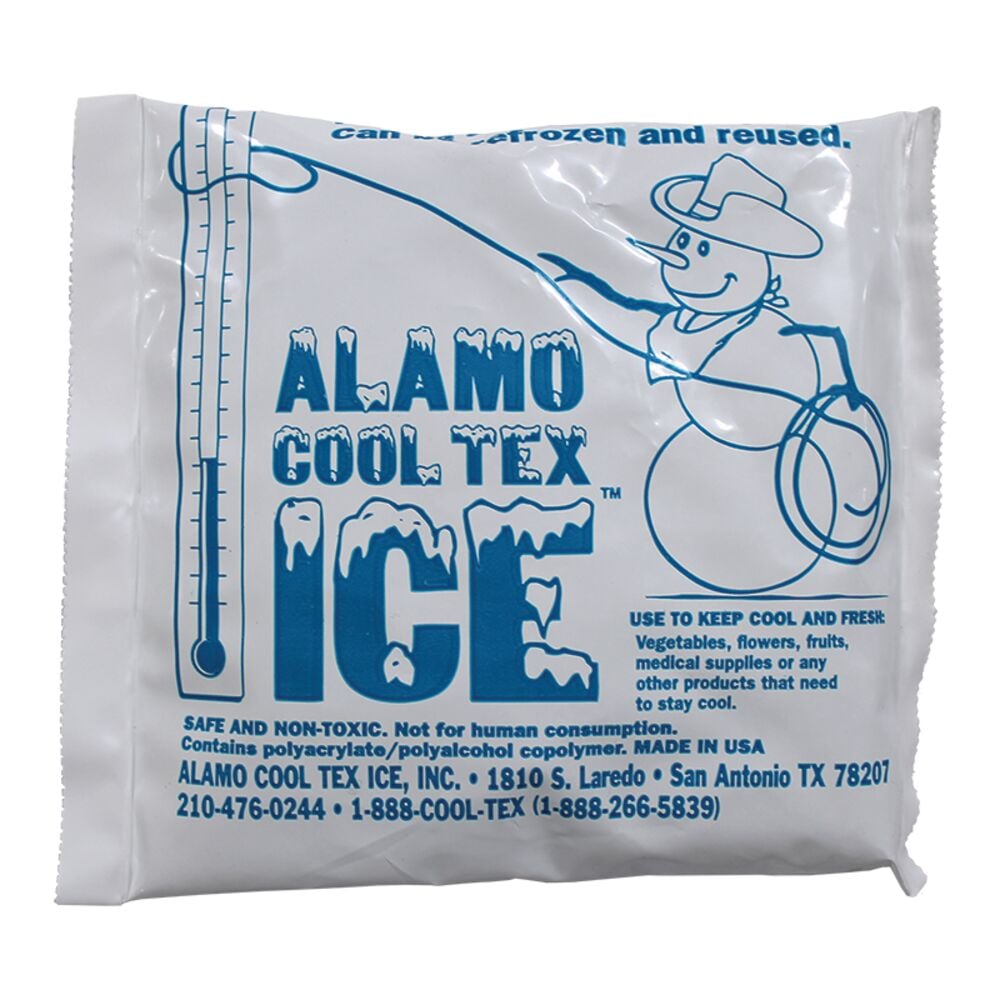 can be refrozen and reused.
ALAMO
COOL TEX
ICE™
USE TO KEEP COOL AND FRESH:
Vegetables, flowers, fruits,
medical supplies or any
other products that need
to stay cool.
SAFE AND NON-TOXIC. Not for human consumption.
Contains polyacrylate/polyalcohol copolymer. MADE IN USA
ALAMO COOL TEX ICE, INC. • 1810 S. Laredo • San Antonio TX 78207
210-476-0244 • 1-888-COOL-TEX (1-888-266-5839)